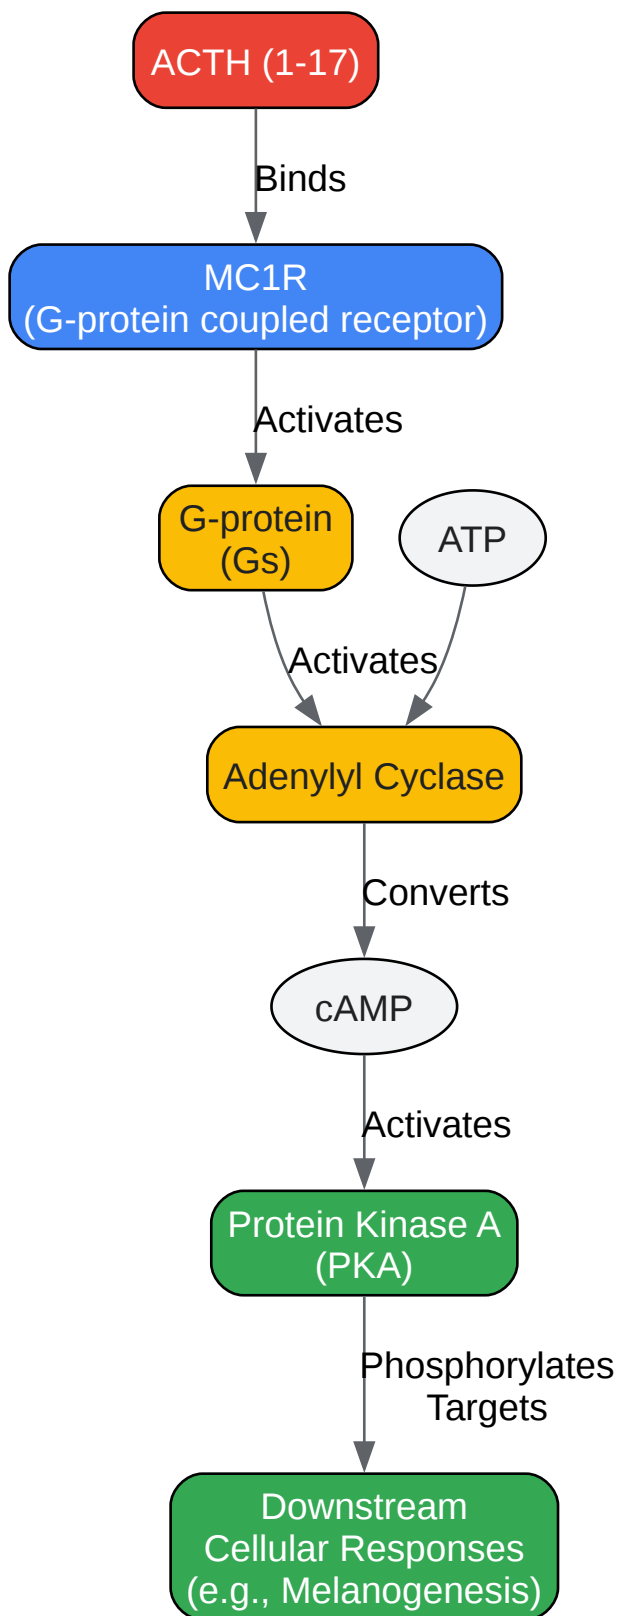 ACTH (1-17)
Binds
MC1R
(G-protein coupled receptor)
Activates
G-protein
(Gs)
ATP
Activates
Adenylyl Cyclase
Converts
cAMP
Activates
Protein Kinase A
(PKA)
Phosphorylates
Targets
Downstream
Cellular Responses
(e.g., Melanogenesis)